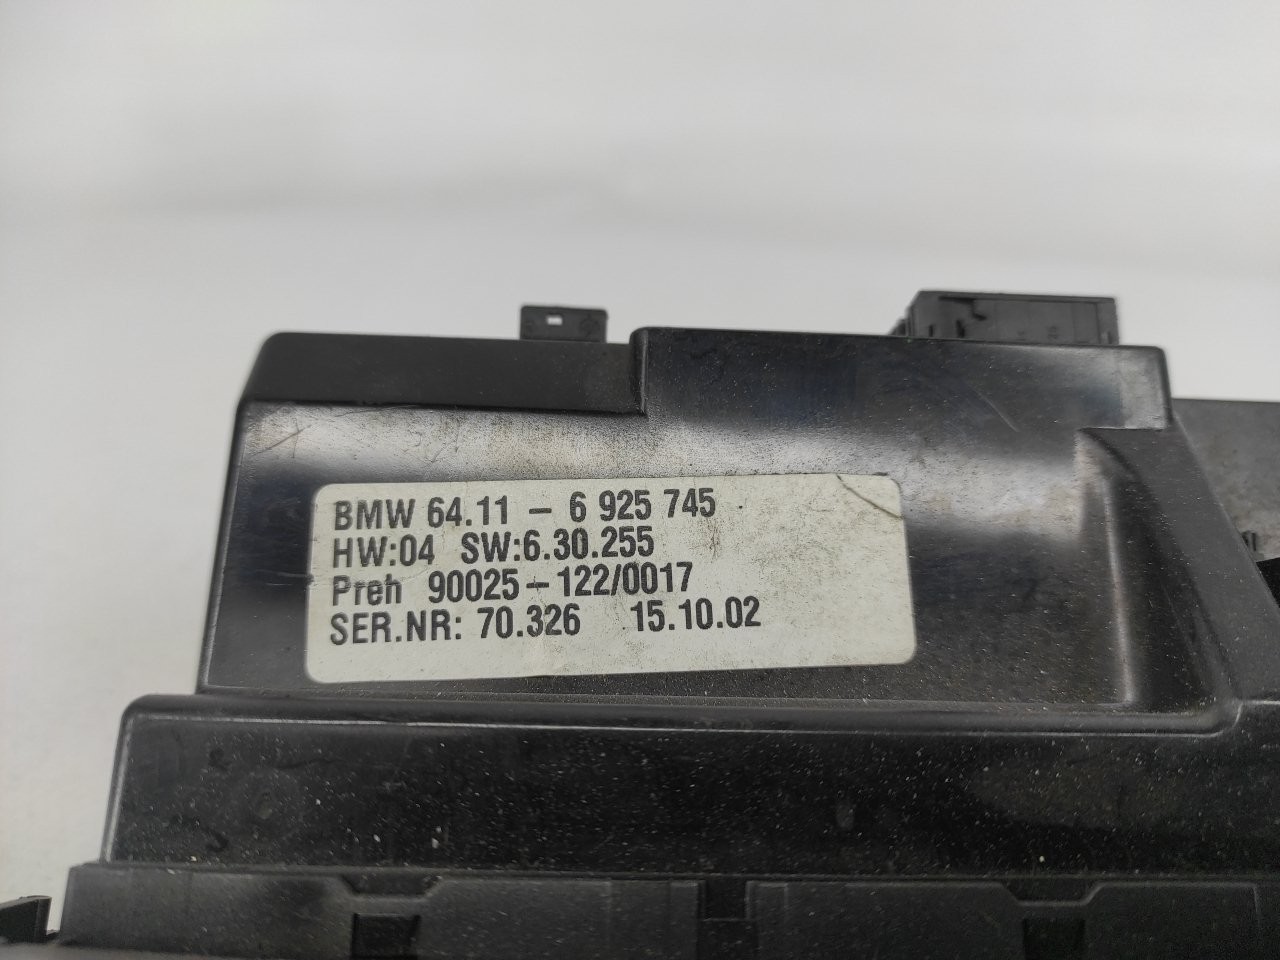 BMW 64.11 - 6 925 745
HW:04 SW:6.30.255
Preh 90025-122/0017
SER.NR: 70.326 15.10.02